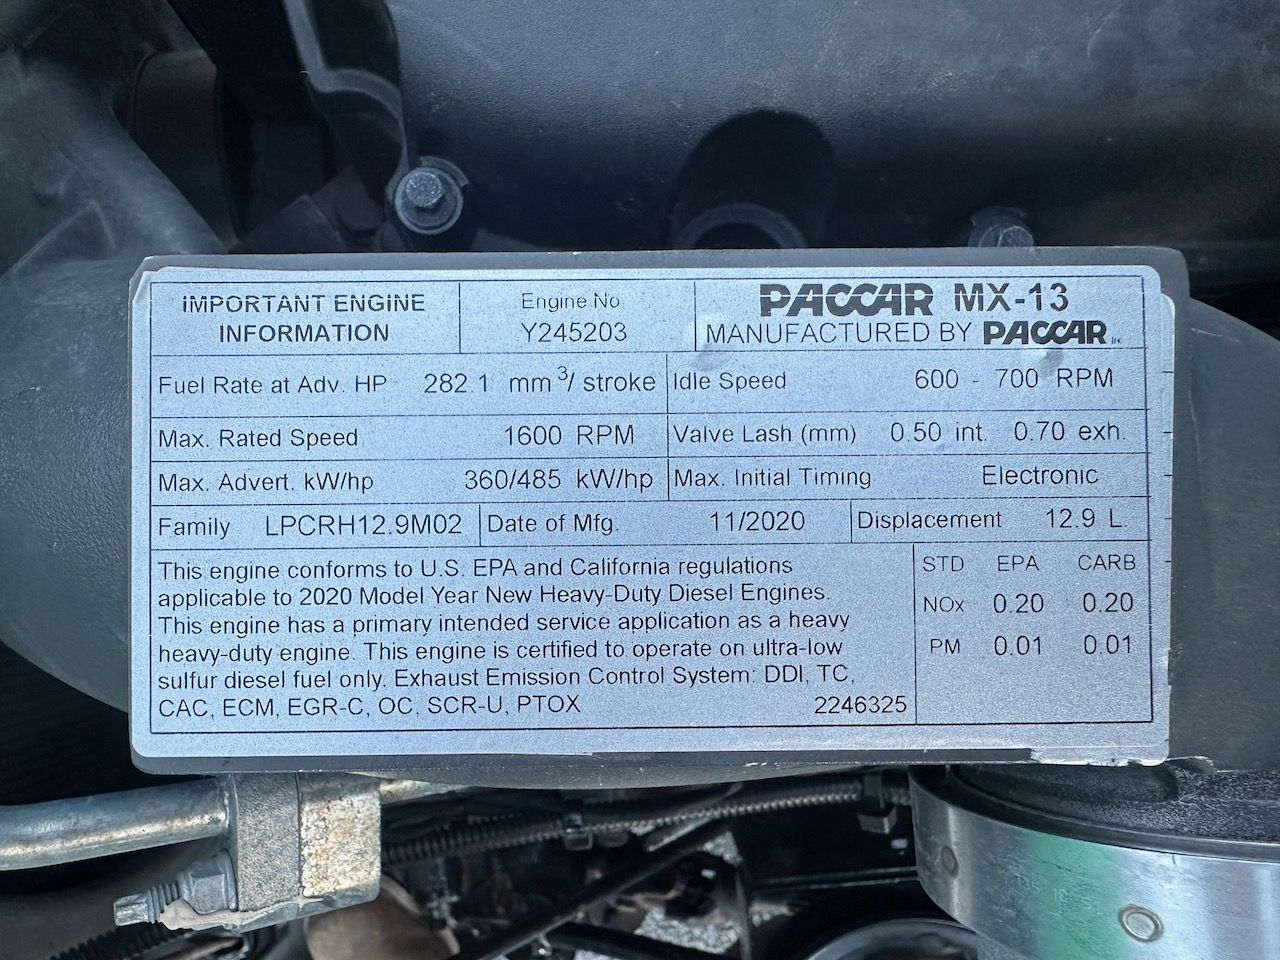 IMPORTANT ENGINE
INFORMATION
Engine No
Y245203
PACCAR MX-13
MANUFACTURED BY PACCAR Inc
Fuel Rate at Adv. HP 282.1 mm3/ stroke
Idle Speed 600 - 700 RPM
Max. Rated Speed 1600 RPM
Valve Lash (mm) 0.50 int. 0.70 exh.
Max. Advert. kW/hp 360/485 kW/hp
Max. Initial Timing Electronic
Family LPCRH12.9M02
Date of Mfg. 11/2020
Displacement 12.9 L.
This engine conforms to U.S. EPA and California regulations
applicable to 2020 Model Year New Heavy-Duty Diesel Engines.
This engine has a primary intended service application as a heavy
heavy-duty engine. This engine is certified to operate on ultra-low
sulfur diesel fuel only. Exhaust Emission Control System: DDI, TC,
CAC, ECM, EGR-C, OC, SCR-U, PTOX 2246325
STD EPA CARB
NOx 0.20 0.20
PM 0.01 0.01